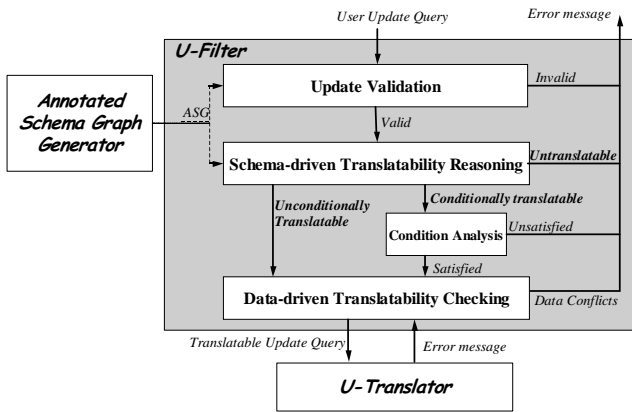 User Update Query
Error message
U-Filter
Annotated
Schema Graph
Generator
ASG
Update Validation
Invalid
Valid
Schema-driven Translatability Reasoning
Untranslatable
Unconditionally
Translatable
Conditionally translatable
Condition Analysis
Unsatisfied
Satisfied
Data-driven Translatability Checking
Data Conflicts
Translatable Update Query
Error message
U-Translator